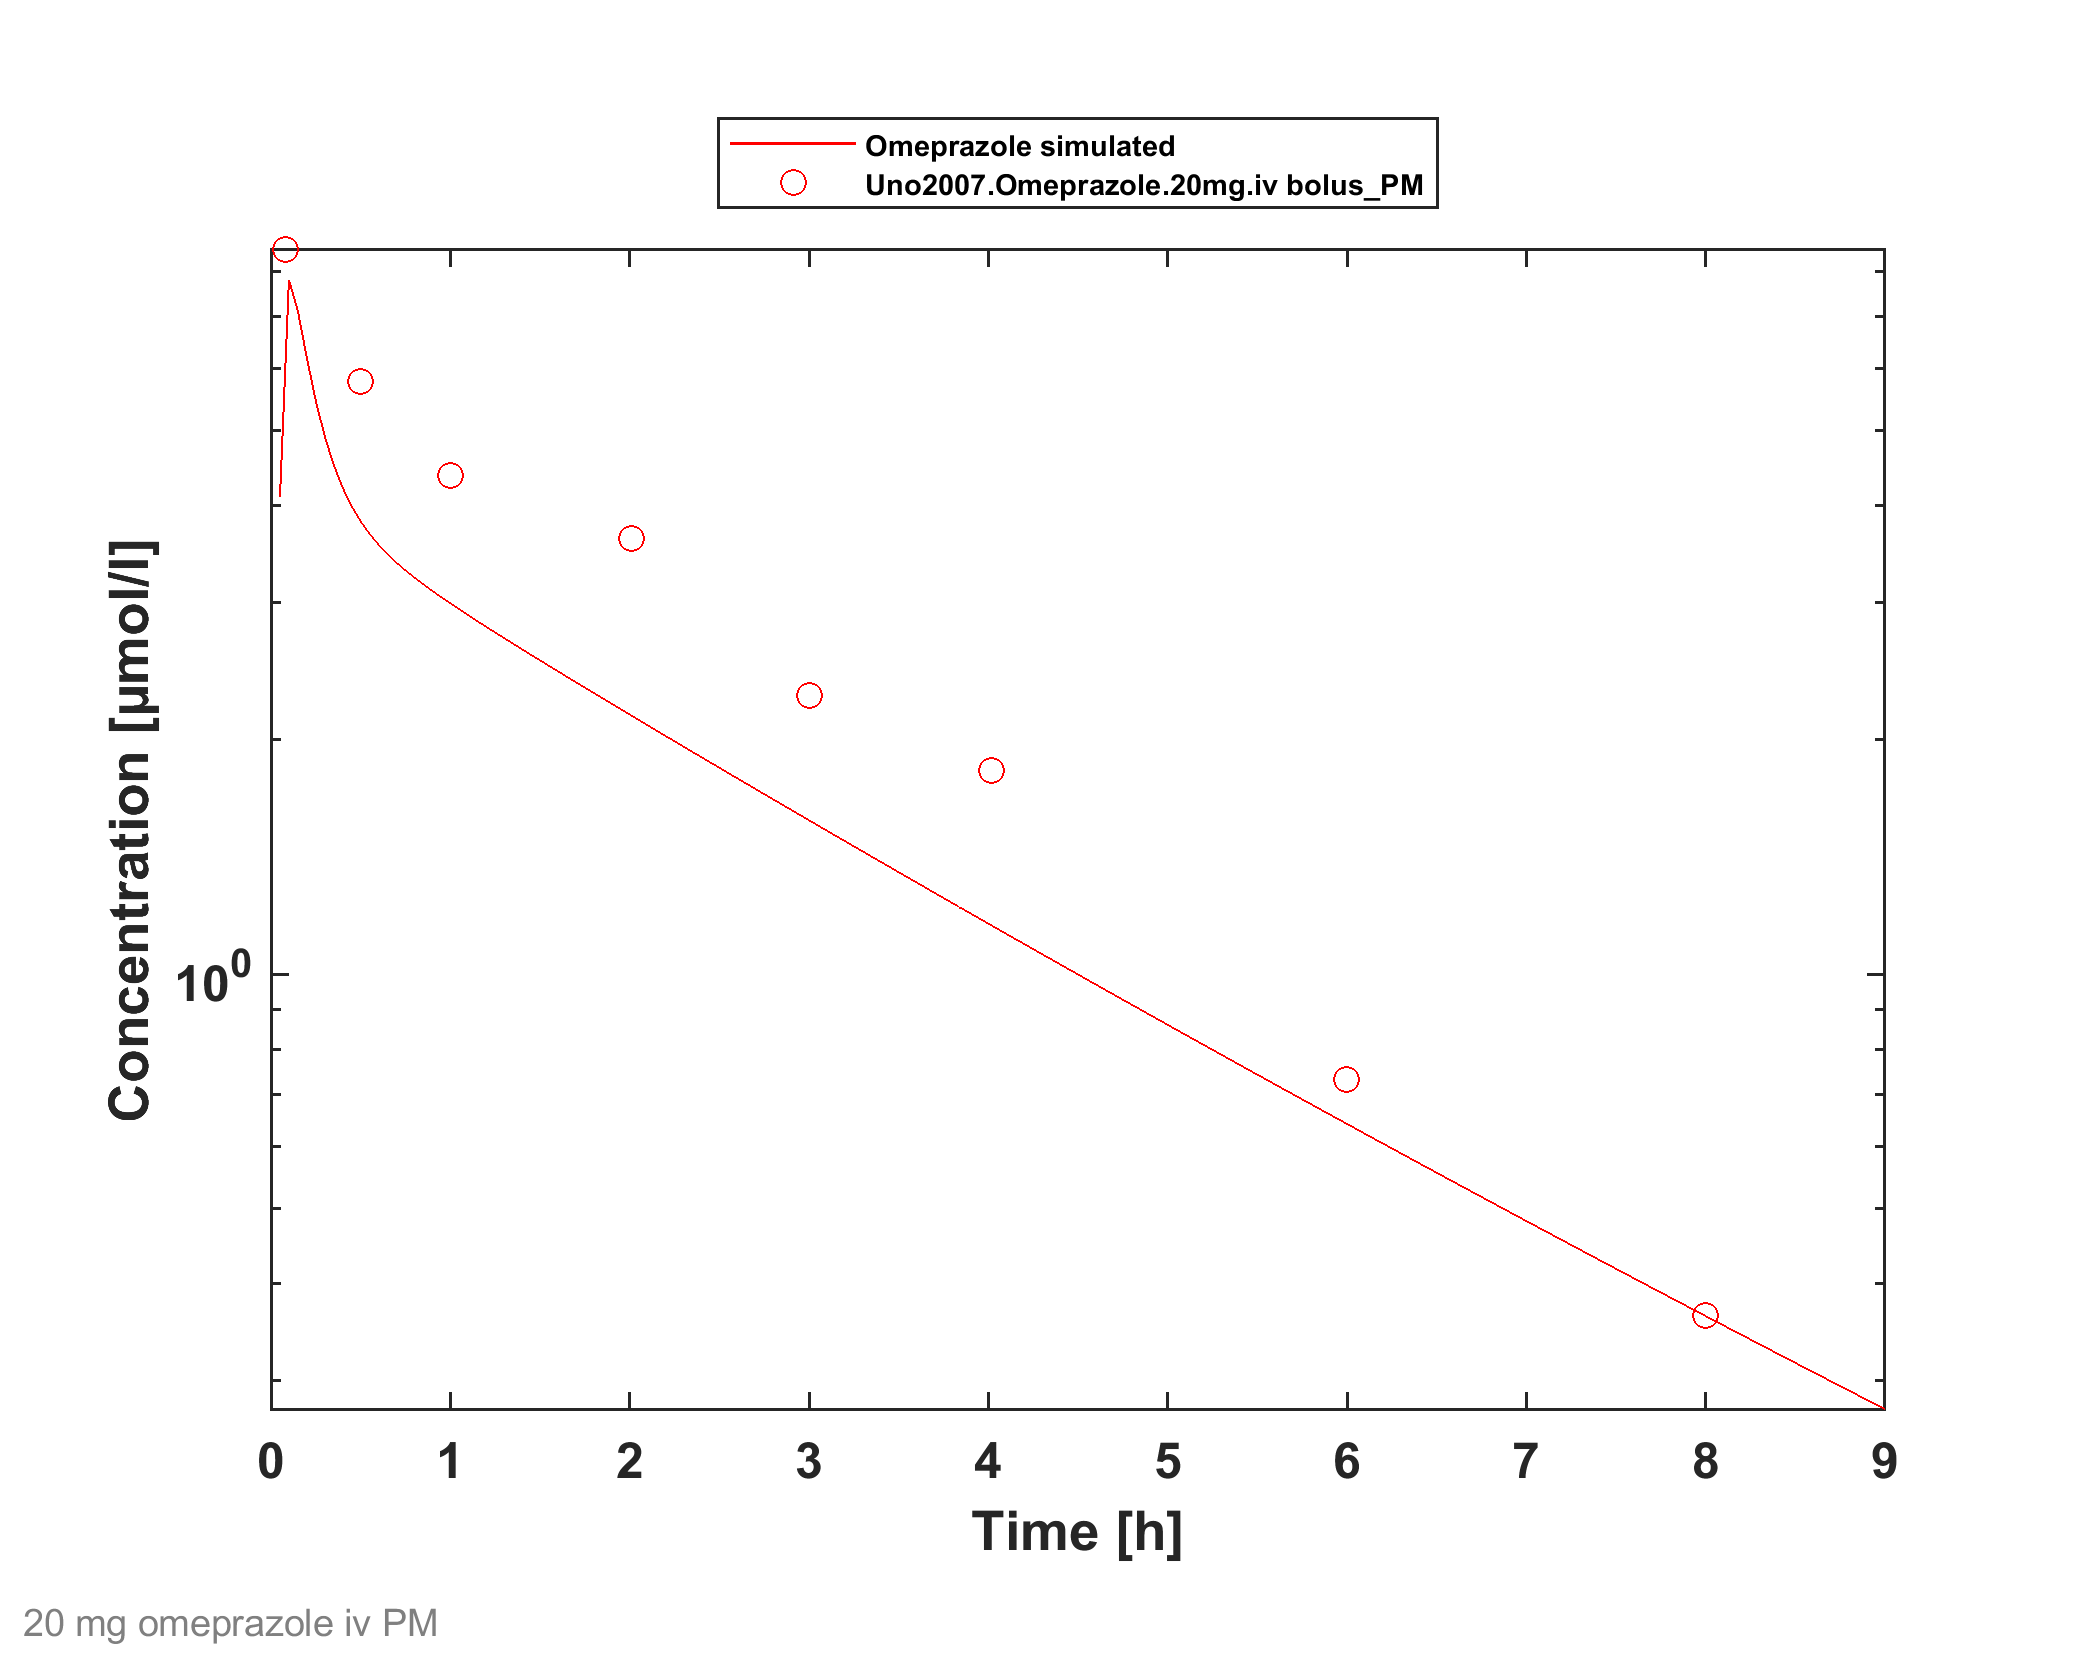 Omeprazole simulated
Uno2007.Omeprazole.20mg.iv bolus_PM
Concentration [µmol/l]
10⁰
0 1 2 3 4 5 6 7 8 9
Time [h]
20 mg omeprazole iv PM